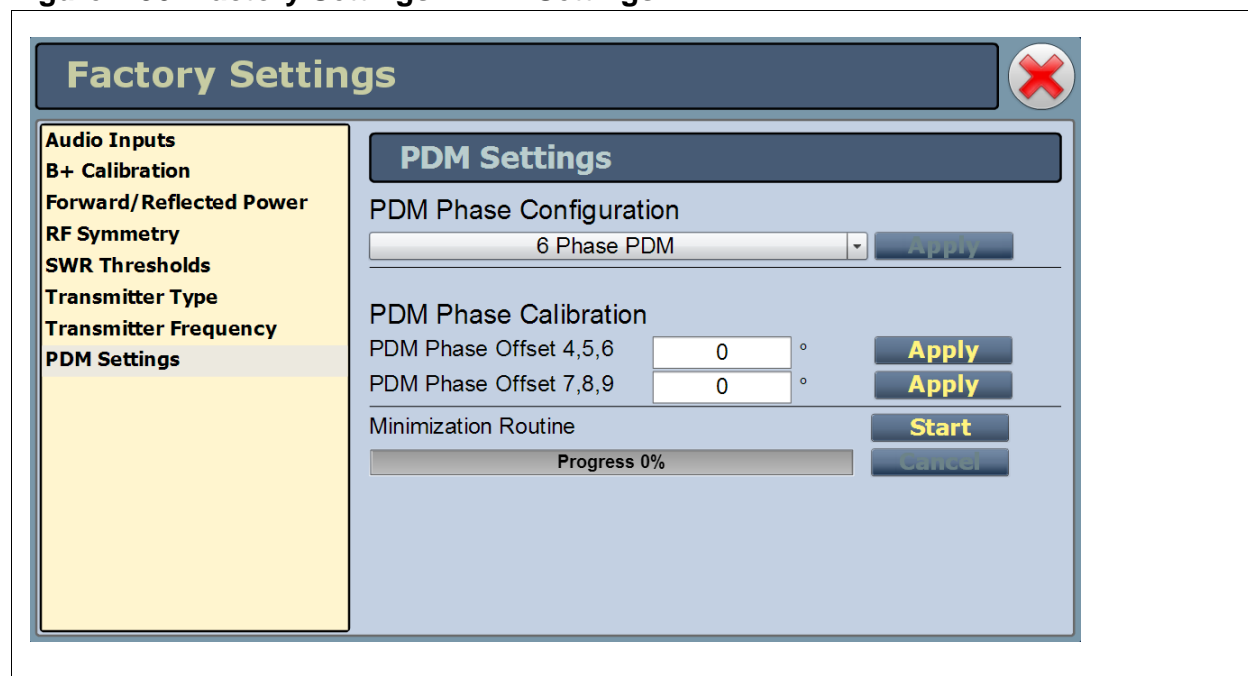 Factory Settings
Audio Inputs
B+ Calibration
Forward/Reflected Power
RF Symmetry
SWR Thresholds
Transmitter Type
Transmitter Frequency
PDM Settings
PDM Settings
PDM Phase Configuration
6 Phase PDM Apply
PDM Phase Calibration
PDM Phase Offset 4,5,6 0 ° Apply
PDM Phase Offset 7,8,9 0 ° Apply
Minimization Routine Start
Progress 0% Cancel